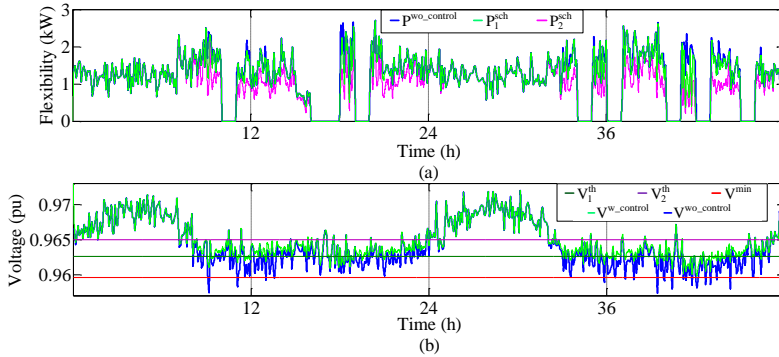 3
2
1
0
Flexibility (kW)
P^wo_control P_1^sch P_2^sch
12 24 36
Time (h)
(a)
0.97
0.965
0.96
Voltage (pu)
V_1^th V_2^th V^min
V^w_control V^wo_control
12 24 36
Time (h)
(b)